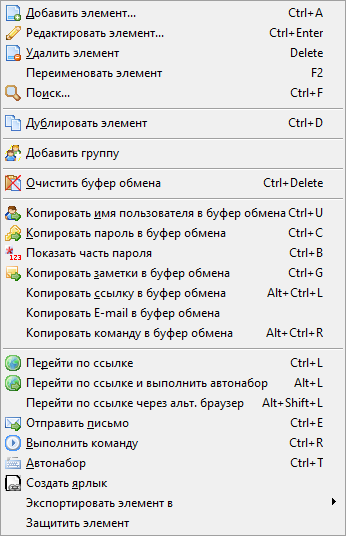 Добавить элемент... Ctrl+A
Редактировать элемент... Ctrl+Enter
Удалить элемент Delete
Переименовать элемент F2
Поиск... Ctrl+F
Дублировать элемент Ctrl+D
Добавить группу
Очистить буфер обмена Ctrl+Delete
Копировать имя пользователя в буфер обмена Ctrl+U
Копировать пароль в буфер обмена Ctrl+C
123 Показать часть пароля Ctrl+B
Копировать заметки в буфер обмена Ctrl+G
Копировать ссылку в буфер обмена Alt+Ctrl+L
Копировать E-mail в буфер обмена
Копировать команду в буфер обмена Alt+Ctrl+R
Перейти по ссылке Ctrl+L
Перейти по ссылке и выполнить автонабор Alt+L
Перейти по ссылке через альт. браузер Alt+Shift+L
Отправить письмо Ctrl+E
Выполнить команду Ctrl+R
Автонабор Ctrl+T
Создать ярлык
Экспортировать элемент в
Защитить элемент